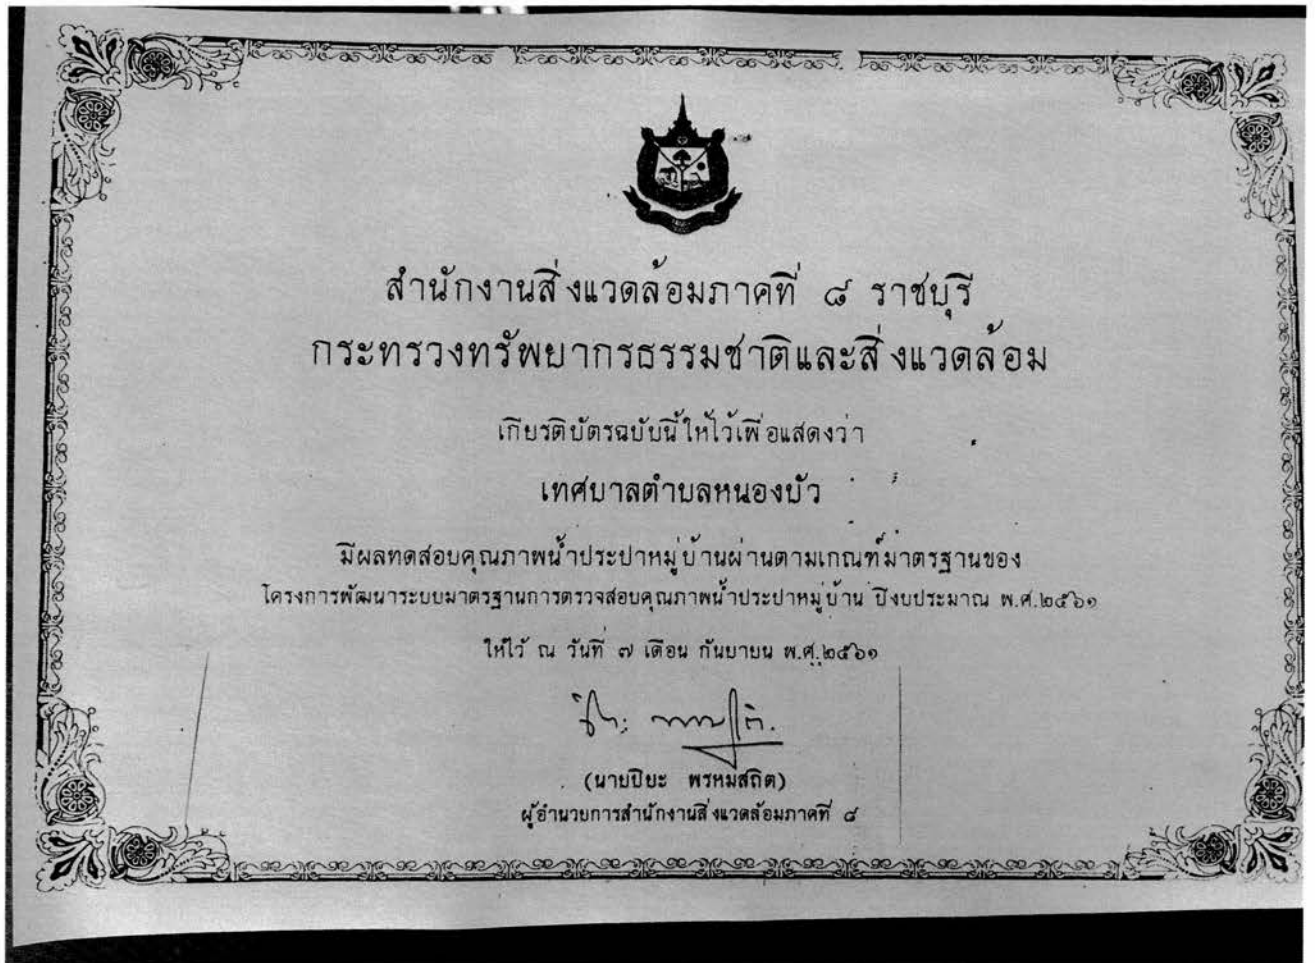 สำนักงานสิ่งแวดล้อมภาคที่ ๘ ราชบุรี
กระทรวงทรัพยากรธรรมชาติและสิ่งแวดล้อม
เกียรติบัตรฉบับนี้ให้ไว้เพื่อแสดงว่า
เทศบาลตำบลหนองบัว
มีผลทดสอบคุณภาพน้ำประปาหมู่บ้านผ่านตามเกณฑ์มาตรฐานของ
โครงการพัฒนาระบบมาตรฐานการตรวจสอบคุณภาพน้ำประปาหมู่บ้าน ปีงบประมาณ พ.ศ.๒๕๖๑
ให้ไว้ ณ วันที่ ๗ เดือน กันยายน พ.ศ.๒๕๖๑
(นายปิยะ พรหมสถิต)
ผู้อำนวยการสำนักงานสิ่งแวดล้อมภาคที่ ๘